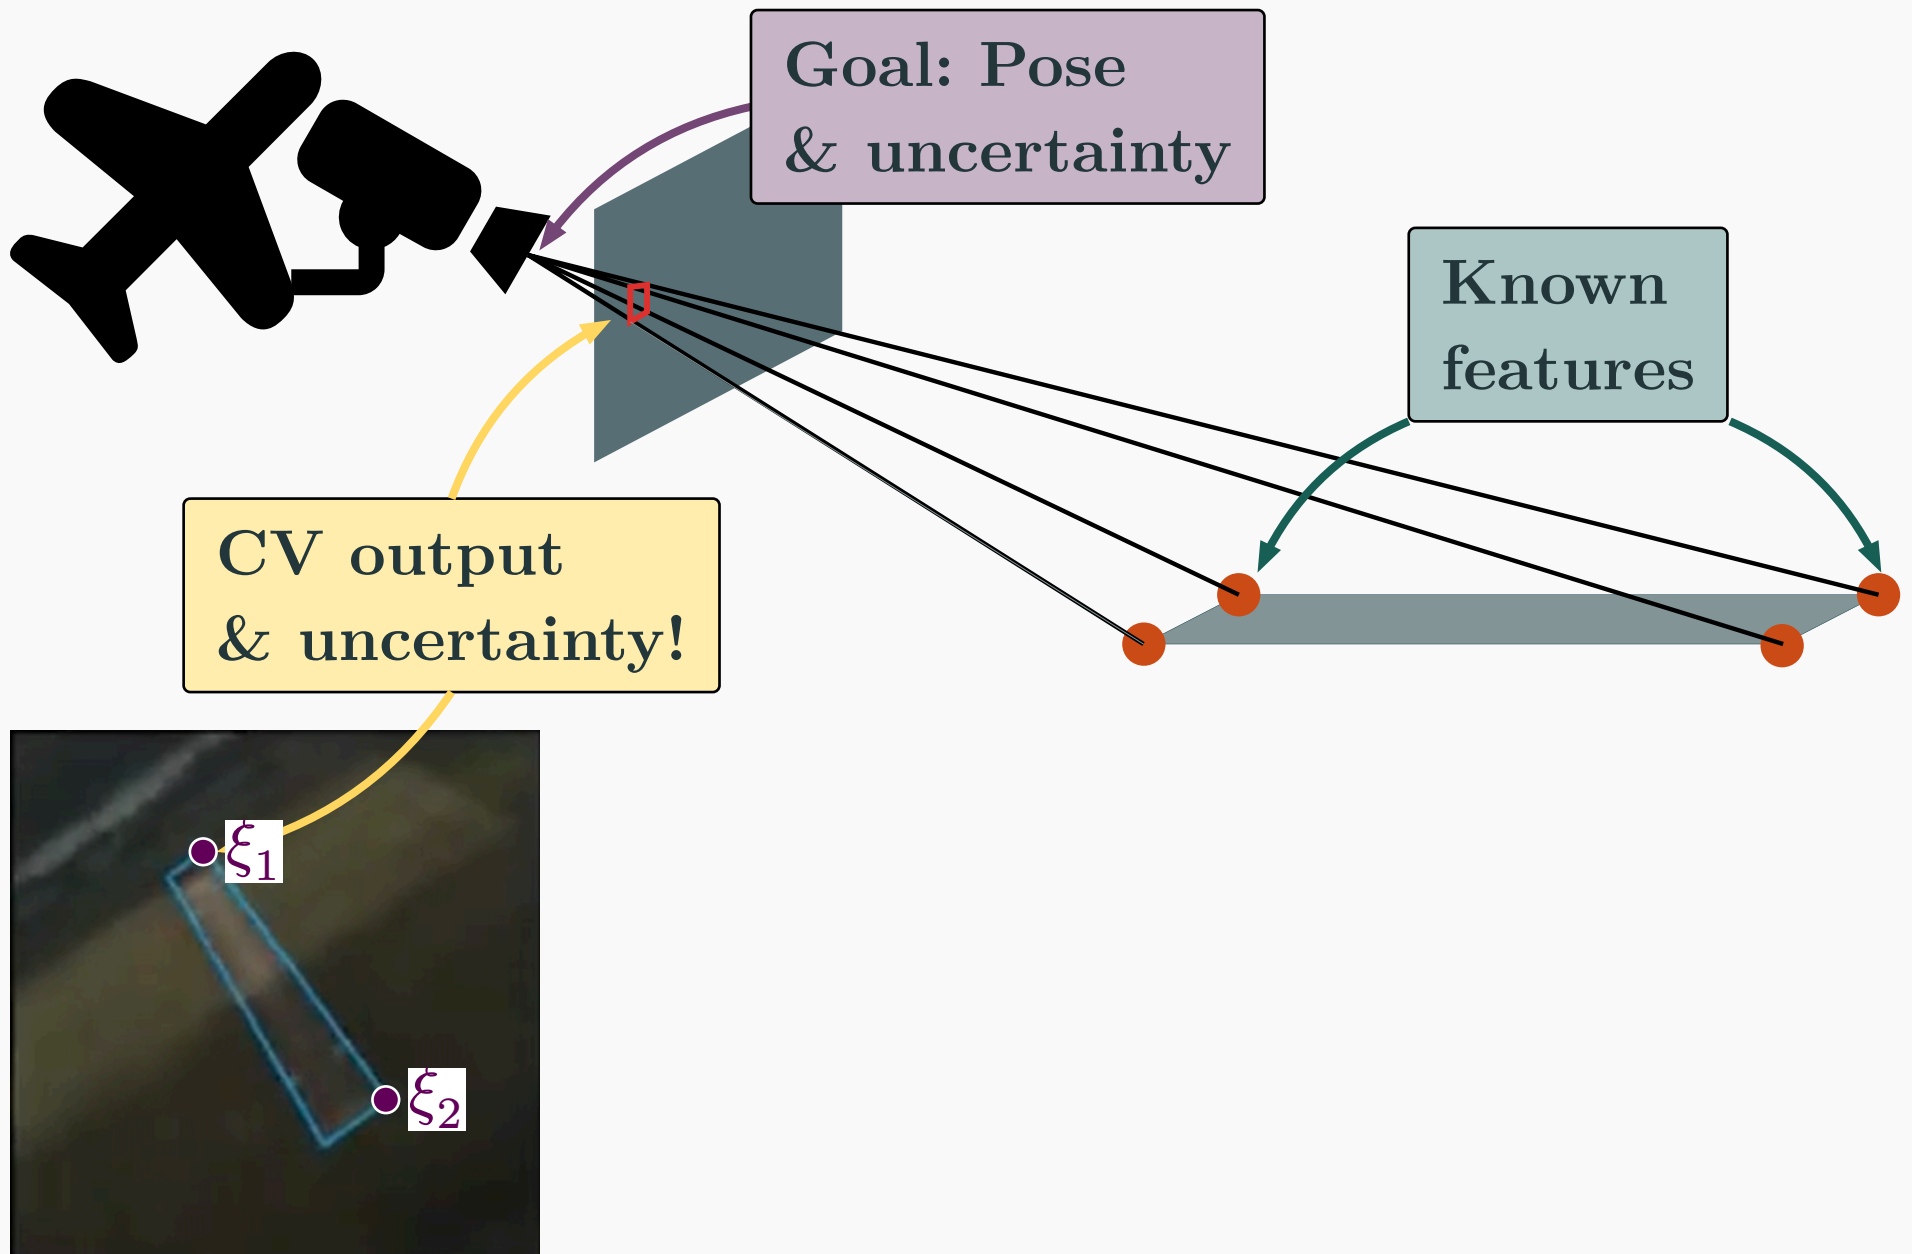 Goal: Pose
& uncertainty
Known
features
CV output
& uncertainty!
ξ1
ξ2